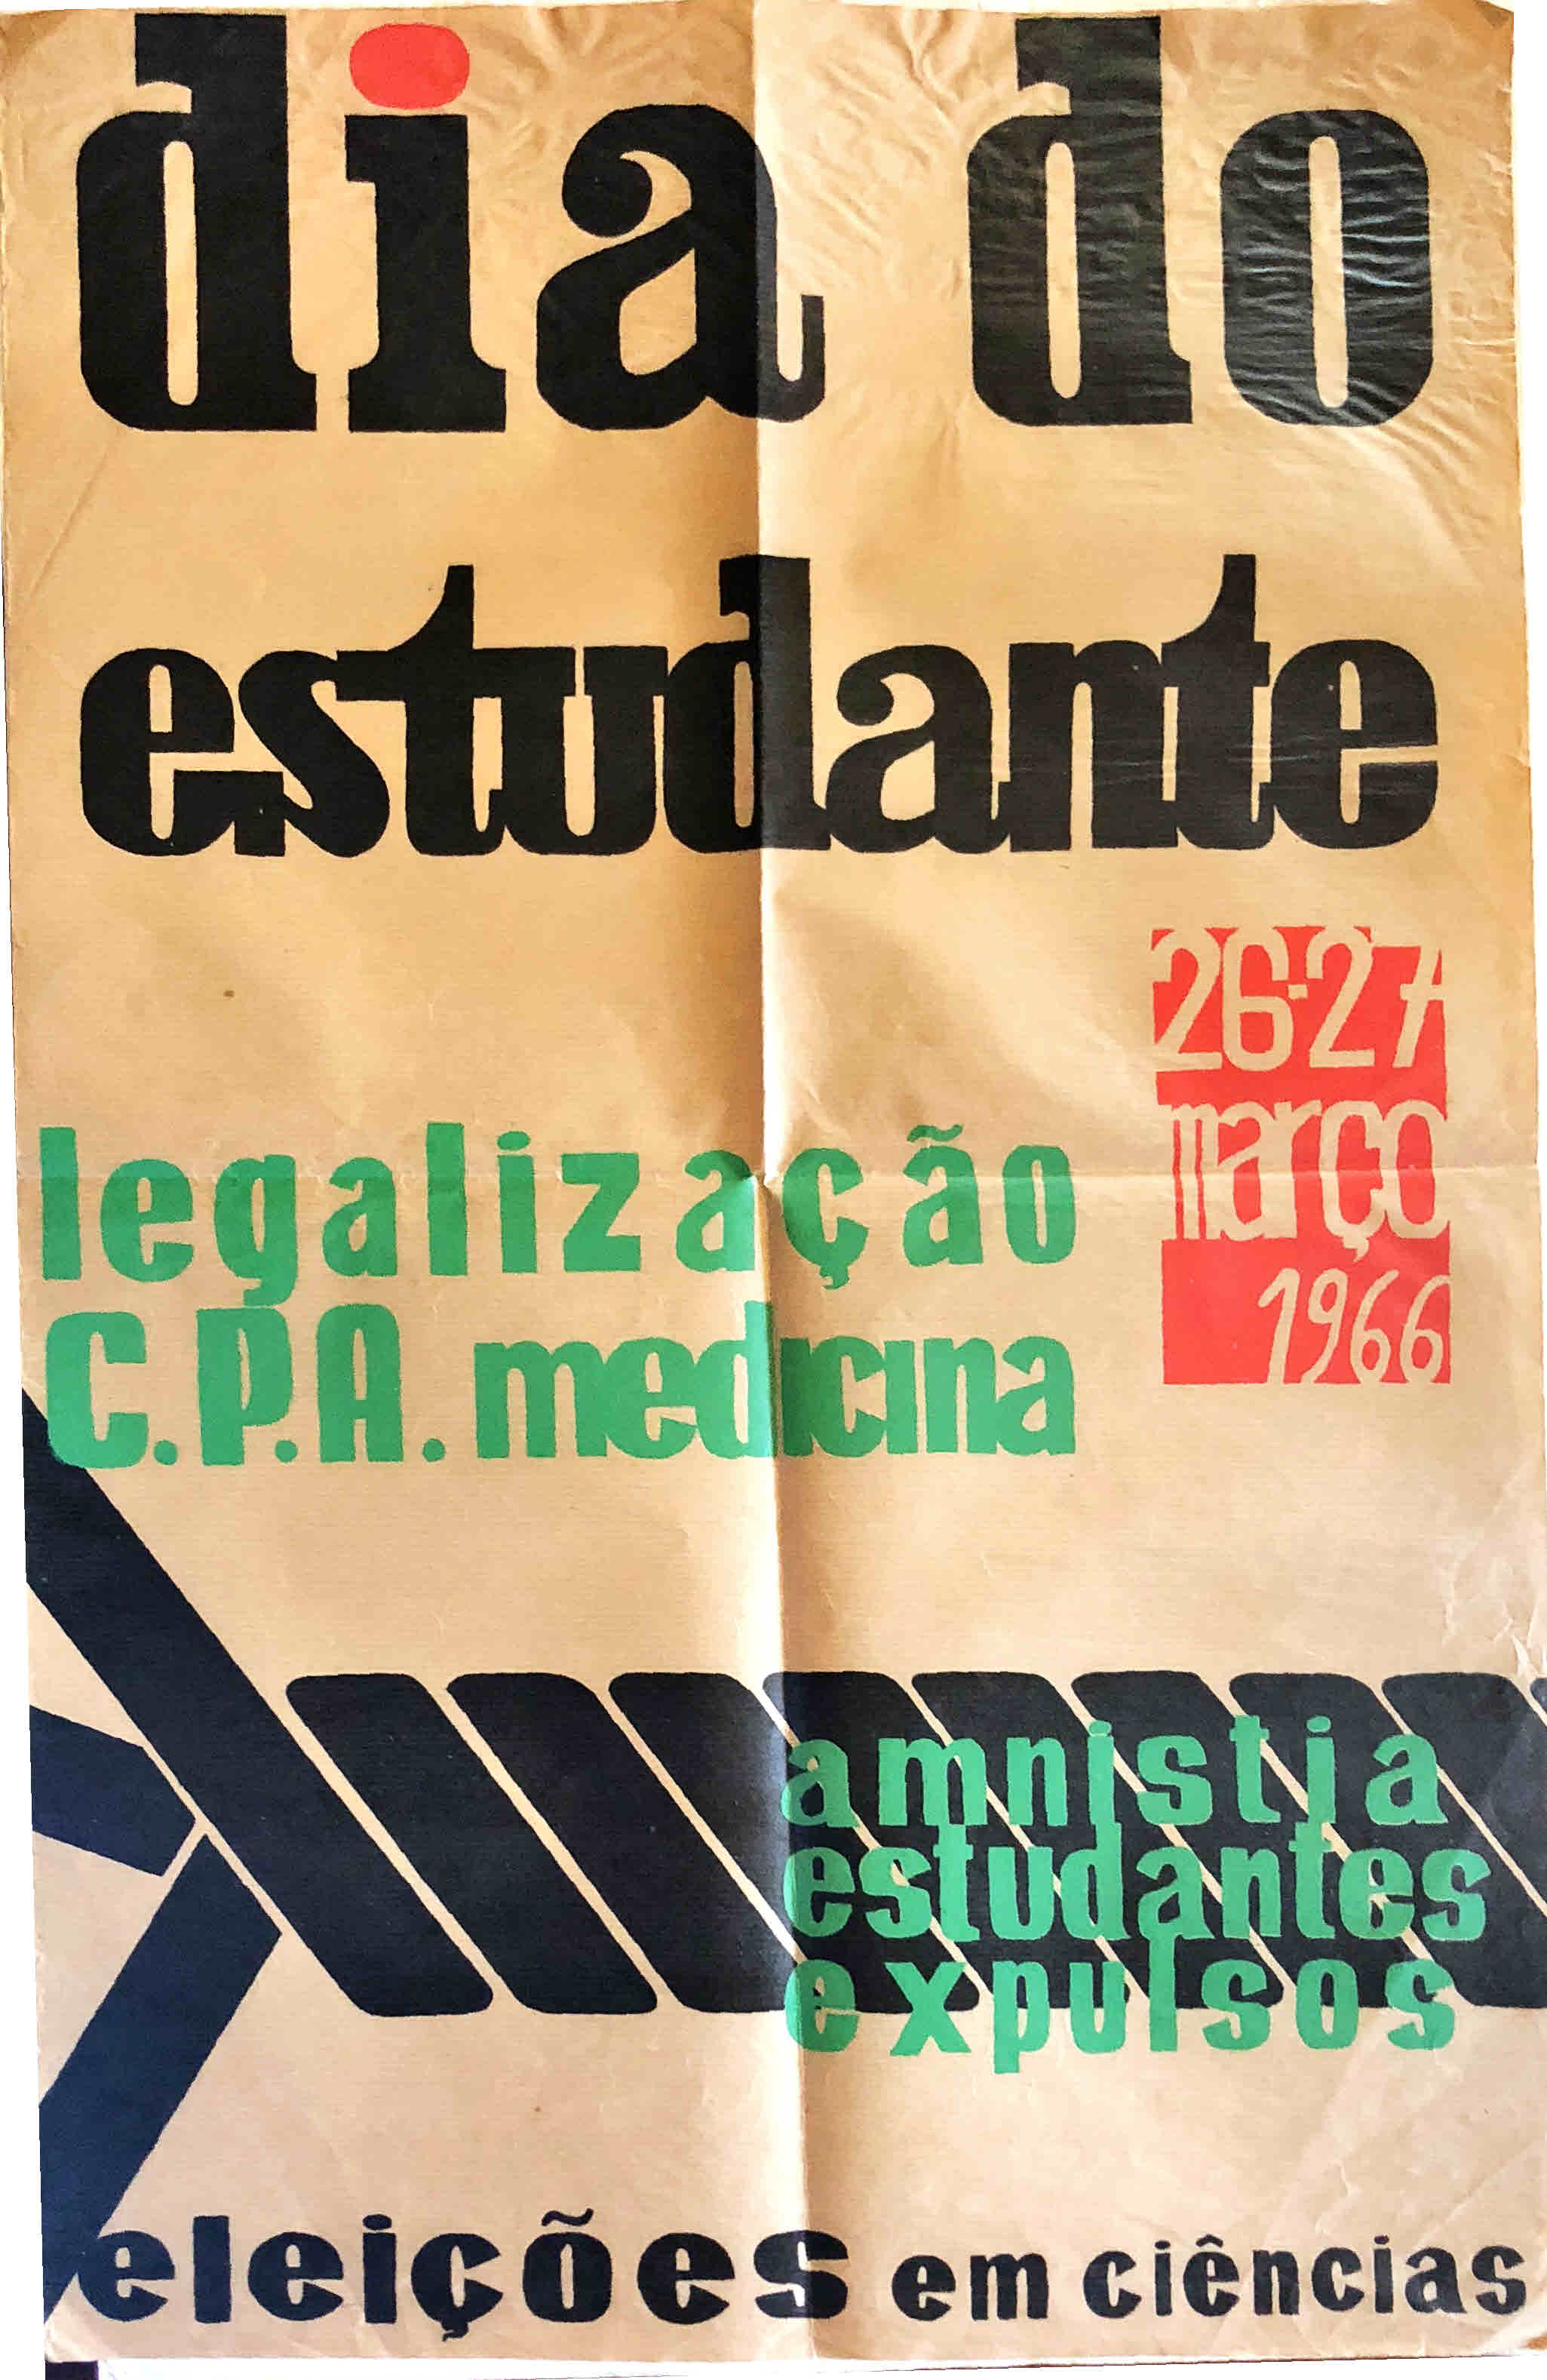 dia do
estudante
26-27
março
1966
legalização
C.P.A. medicina
amnistia
estudantes
expulsos
eleições em ciências